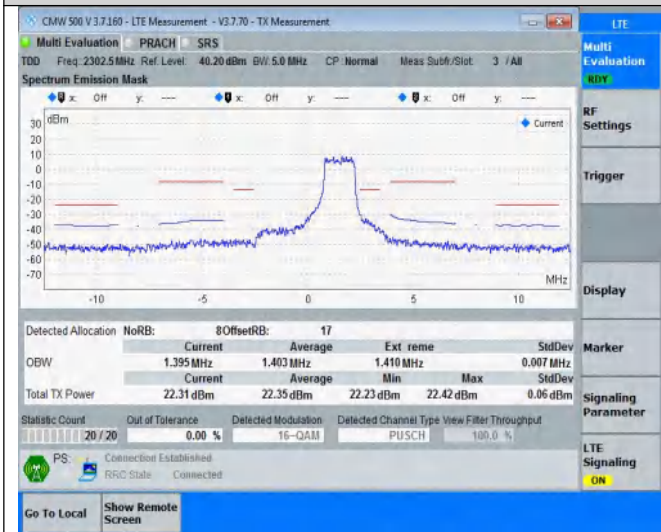 CMW 500 V 3.7.160 - LTE Measurement - V3.7.70 - TX Measurement
LTE
Multi Evaluation PRACH SRS
TDD Freq.:2302.5 MHz Ref. Level: 40.20 dBm BW: 5.0 MHz CP :Normal Meas Subfr./Slot: 3 / All
Spectrum Emission Mask
x: Off y: --- x: Off y: --- x: Off y: ---
dBm
Current
30
20
10
0
-10
-20
-30
-40
-50
-60
-70
MHz
-10 -5 0 5 10
Detected Allocation NoRB: 8 OffsetRB: 17
Current Average Ext reme StdDev
OBW 1.395 MHz 1.403 MHz 1.410 MHz 0.007 MHz
Current Average Min Max StdDev
Total TX Power 22.31 dBm 22.35 dBm 22.23 dBm 22.42 dBm 0.06 dBm
Statistic Count Out of Tolerance Detected Modulation Detected Channel Type View Filter Throughput
20 / 20 0.00 % 16-QAM PUSCH 100.0 %
PS: Connection Established
RRC State Connected
Multi
Evaluation
RDY
RF
Settings
Trigger
Display
Marker
Signaling
Parameter
LTE
Signaling
ON
Go To Local
Show Remote
Screen